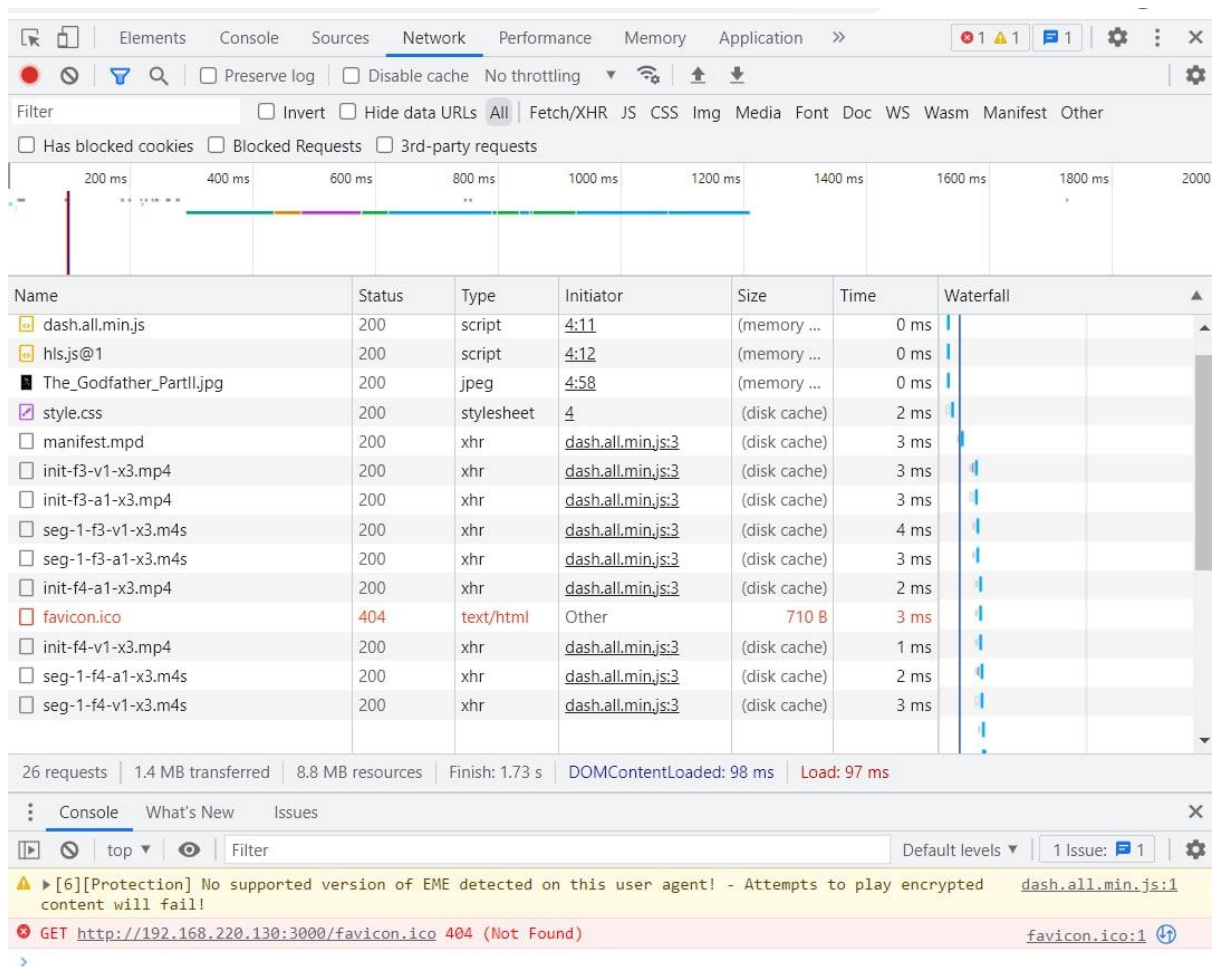 Elements Console Sources Network Performance Memory Application » 1 1 1
Preserve log Disable cache No throttling
Filter Invert Hide data URLs All Fetch/XHR JS CSS Img Media Font Doc WS Wasm Manifest Other
Has blocked cookies Blocked Requests 3rd-party requests
200 ms 400 ms 600 ms 800 ms 1000 ms 1200 ms 1400 ms 1600 ms 1800 ms 2000
Name Status Type Initiator Size Time Waterfall
dash.all.min.js 200 script 4:11 (memory ... 0 ms
hls.js@1 200 script 4:12 (memory ... 0 ms
The_Godfather_PartII.jpg 200 jpeg 4:58 (memory ... 0 ms
style.css 200 stylesheet 4 (disk cache) 2 ms
manifest.mpd 200 xhr dash.all.min.js:3 (disk cache) 3 ms
init-f3-v1-x3.mp4 200 xhr dash.all.min.js:3 (disk cache) 3 ms
init-f3-a1-x3.mp4 200 xhr dash.all.min.js:3 (disk cache) 3 ms
seg-1-f3-v1-x3.m4s 200 xhr dash.all.min.js:3 (disk cache) 4 ms
seg-1-f3-a1-x3.m4s 200 xhr dash.all.min.js:3 (disk cache) 3 ms
init-f4-a1-x3.mp4 200 xhr dash.all.min.js:3 (disk cache) 2 ms
favicon.ico 404 text/html Other 710 B 3 ms
init-f4-v1-x3.mp4 200 xhr dash.all.min.js:3 (disk cache) 1 ms
seg-1-f4-a1-x3.m4s 200 xhr dash.all.min.js:3 (disk cache) 2 ms
seg-1-f4-v1-x3.m4s 200 xhr dash.all.min.js:3 (disk cache) 3 ms
26 requests 1.4 MB transferred 8.8 MB resources Finish: 1.73 s DOMContentLoaded: 98 ms Load: 97 ms
Console What's New Issues
top Filter Default levels 1 Issue: 1
[6][Protection] No supported version of EME detected on this user agent! - Attempts to play encrypted dash.all.min.js:1
content will fail!
GET http://192.168.220.130:3000/favicon.ico 404 (Not Found) favicon.ico:1
>